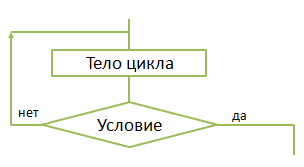 Тело цикла
нет
Условие
да